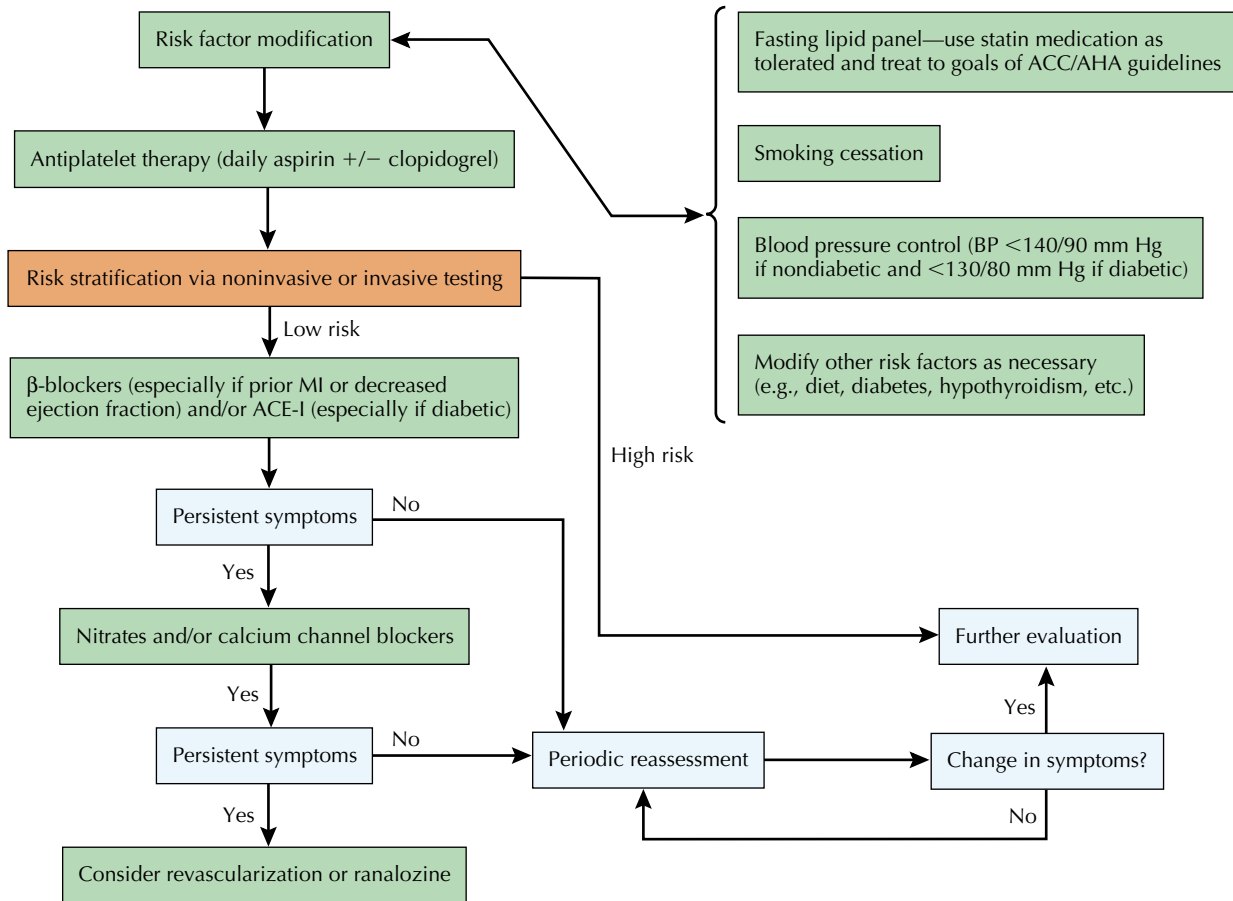 Risk factor modification
Antiplatelet therapy (daily aspirin +/− clopidogrel)
Risk stratification via noninvasive or invasive testing
Low risk
β-blockers (especially if prior MI or decreased
ejection fraction) and/or ACE-I (especially if diabetic)
High risk
Persistent symptoms
No
Yes
Nitrates and/or calcium channel blockers
Yes
Persistent symptoms
No
Yes
Consider revascularization or ranalozine
Fasting lipid panel—use statin medication as
tolerated and treat to goals of ACC/AHA guidelines
Smoking cessation
Blood pressure control (BP <140/90 mm Hg
if nondiabetic and <130/80 mm Hg if diabetic)
Modify other risk factors as necessary
(e.g., diet, diabetes, hypothyroidism, etc.)
Further evaluation
Yes
Periodic reassessment
Change in symptoms?
No